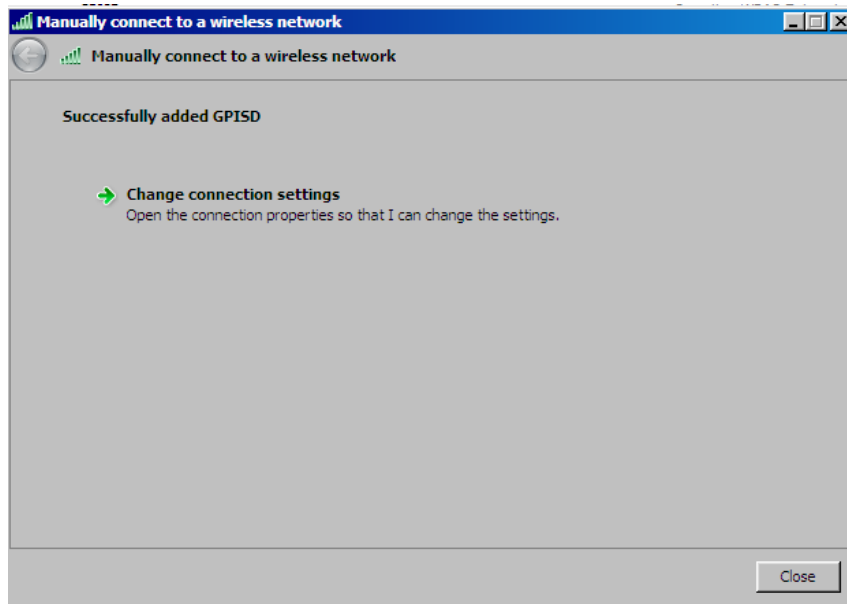 Manually connect to a wireless network
Manually connect to a wireless network
Successfully added GPISD
Change connection settings
Open the connection properties so that I can change the settings.
Close